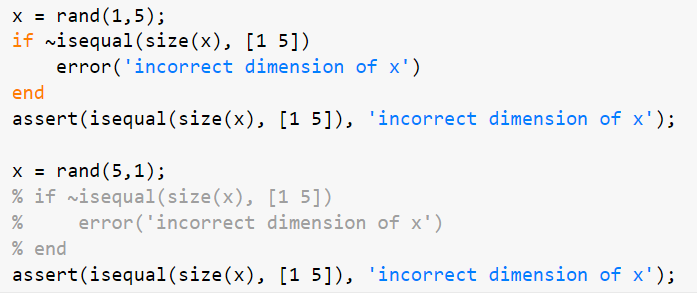 x = rand(1,5);
if ~isequal(size(x), [1 5])
    error('incorrect dimension of x')
end
assert(isequal(size(x), [1 5]), 'incorrect dimension of x');

x = rand(5,1);
% if ~isequal(size(x), [1 5])
%     error('incorrect dimension of x')
% end
assert(isequal(size(x), [1 5]), 'incorrect dimension of x');